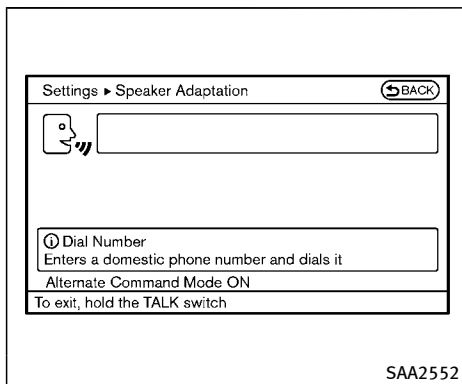 Settings ▸ Speaker Adaptation
BACK
Dial Number
Enters a domestic phone number and dials it
Alternate Command Mode ON
To exit, hold the TALK switch
SAA2552